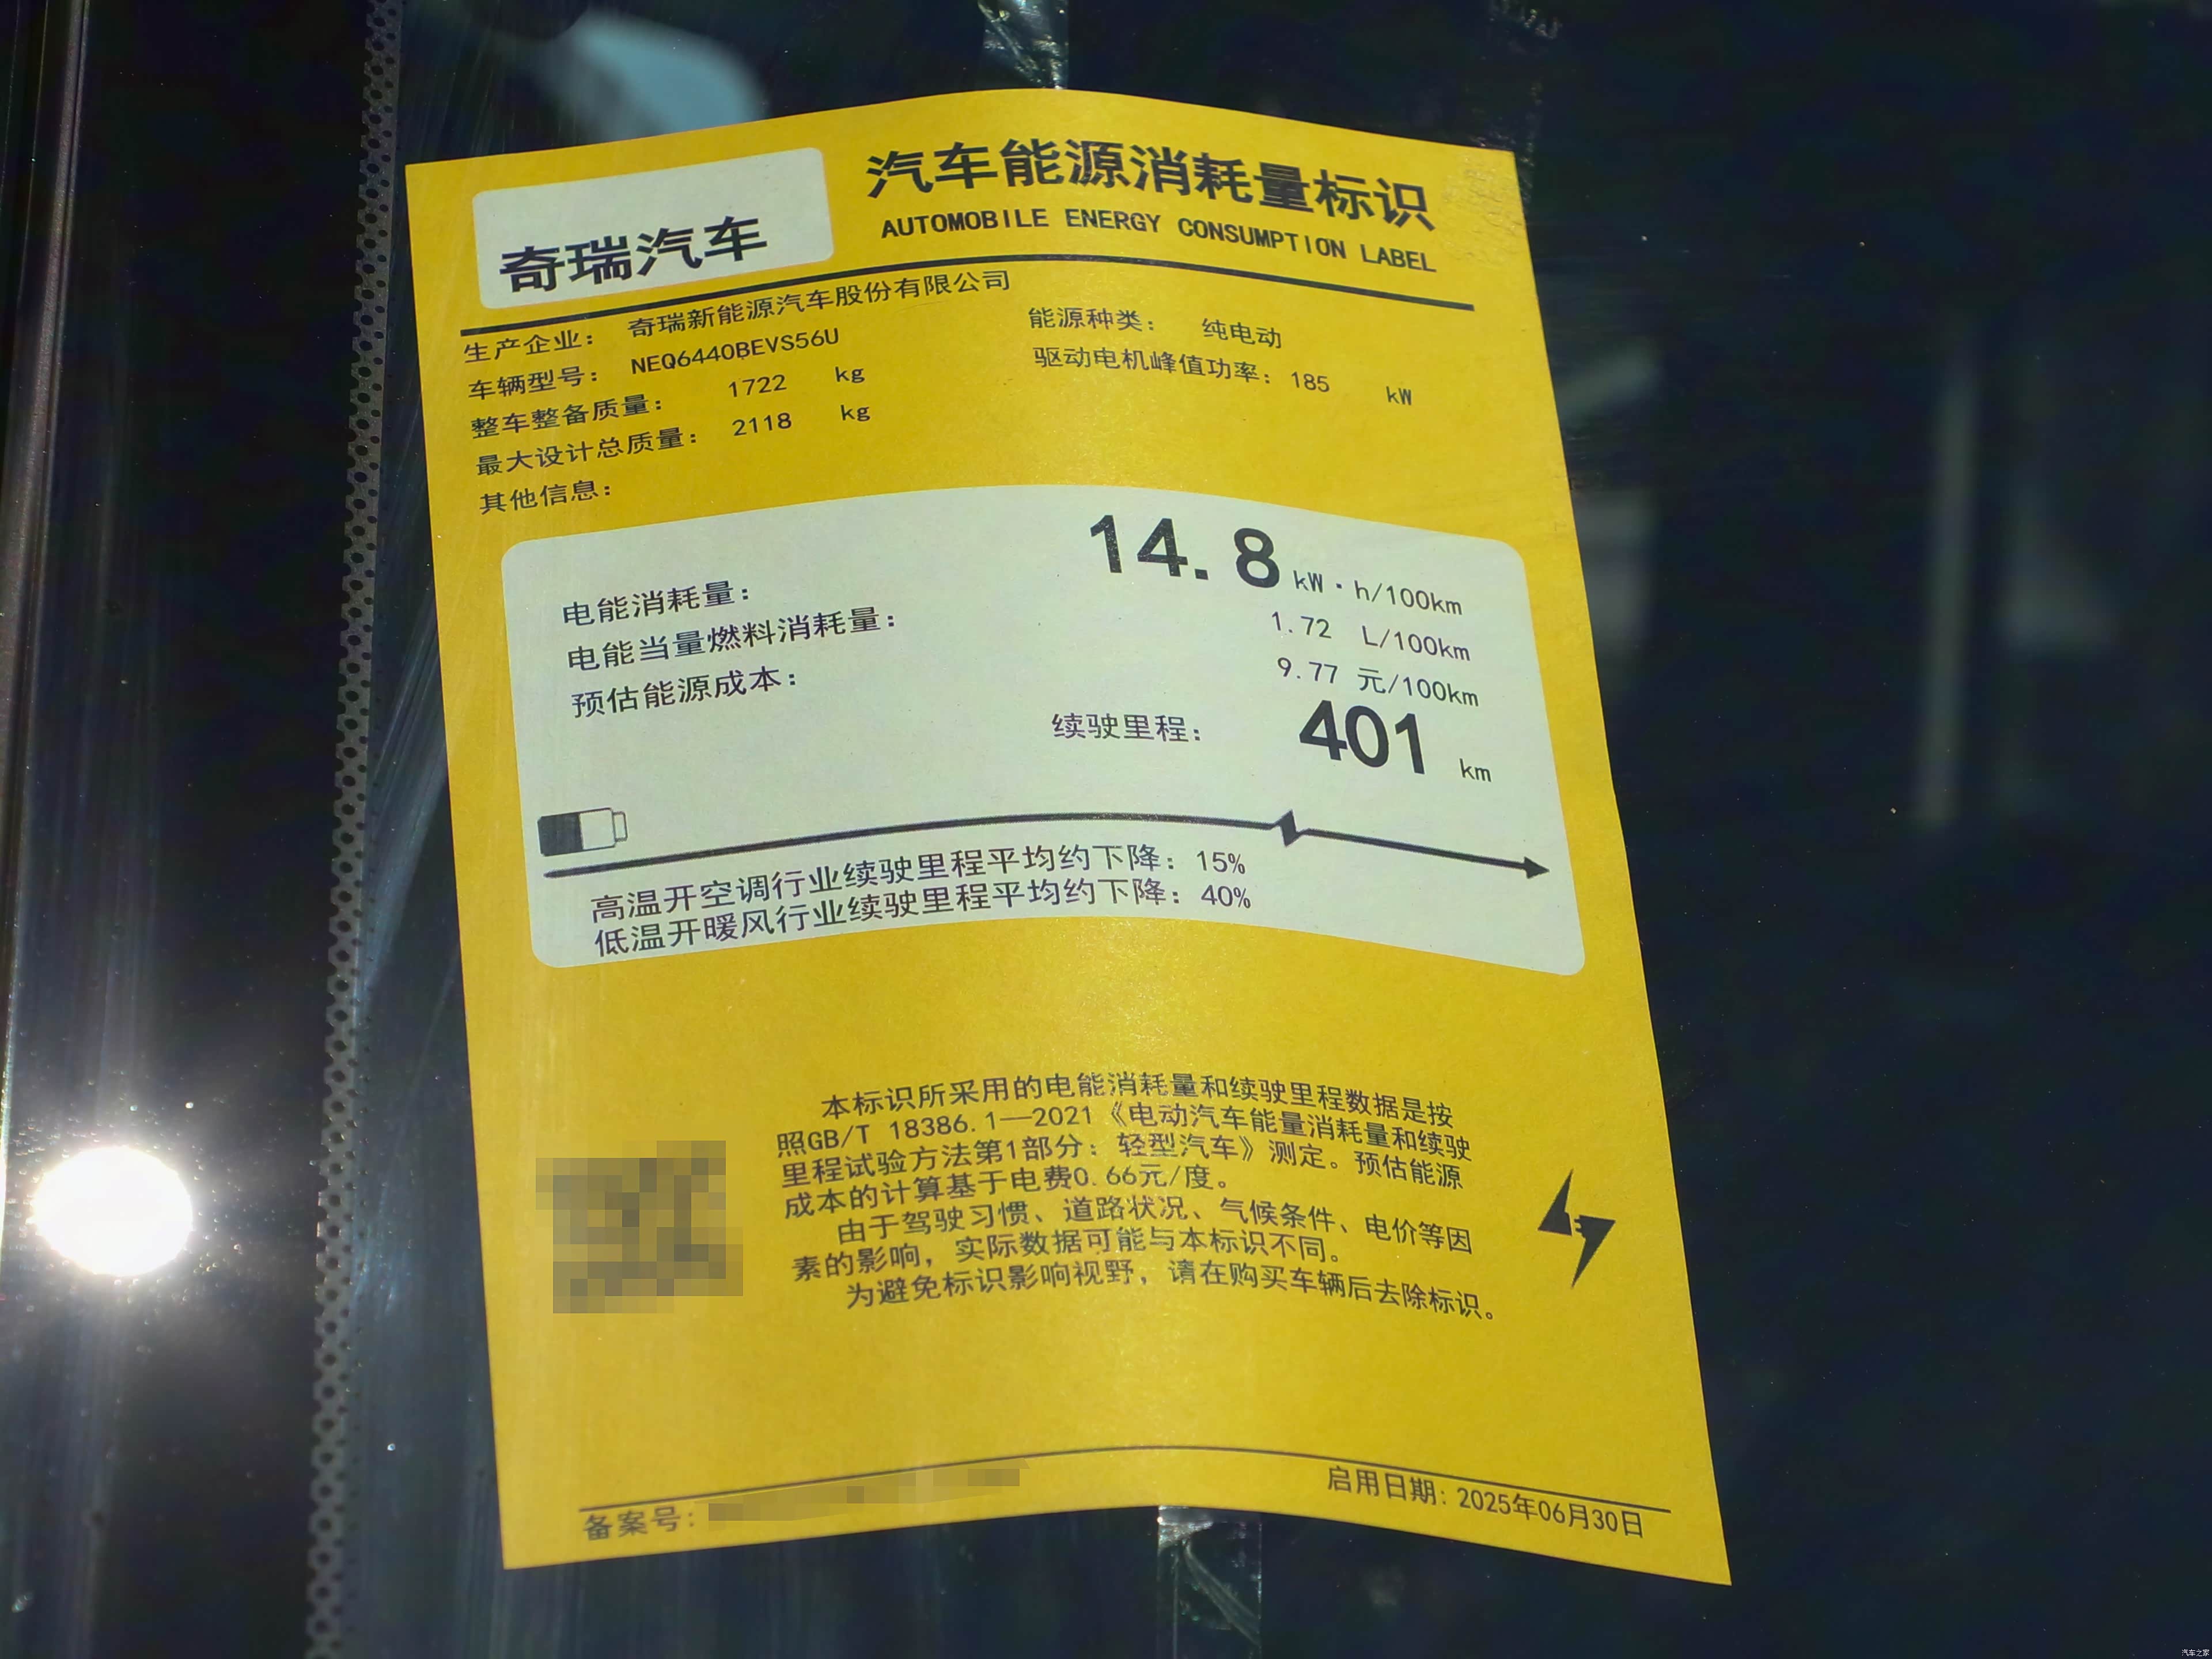 奇瑞汽车
汽车能源消耗量标识
AUTOMOBILE ENERGY CONSUMPTION LABEL
生产企业： 奇瑞新能源汽车股份有限公司
能源种类： 纯电动
车辆型号： NEQ6440BEVS56U
驱动电机峰值功率：185 kW
整车整备质量： 1722 kg
最大设计总质量： 2118 kg
其他信息：
电能消耗量： 14.8 kW·h/100km
电能当量燃料消耗量： 1.72 L/100km
预估能源成本： 9.77 元/100km
续驶里程： 401 km
高温开空调行业续驶里程平均约下降：15%
低温开暖风行业续驶里程平均约下降：40%
本标识所采用的电能消耗量和续驶里程数据是按
照GB/T 18386.1—2021《电动汽车能量消耗量和续驶
里程试验方法第1部分：轻型汽车》测定。预估能源
成本的计算基于电费0.66元/度。
由于驾驶习惯、道路状况、气候条件、电价等因
素的影响，实际数据可能与本标识不同。
为避免标识影响视野，请在购买车辆后去除标识。
备案号：
启用日期：2025年06月30日
汽车之家